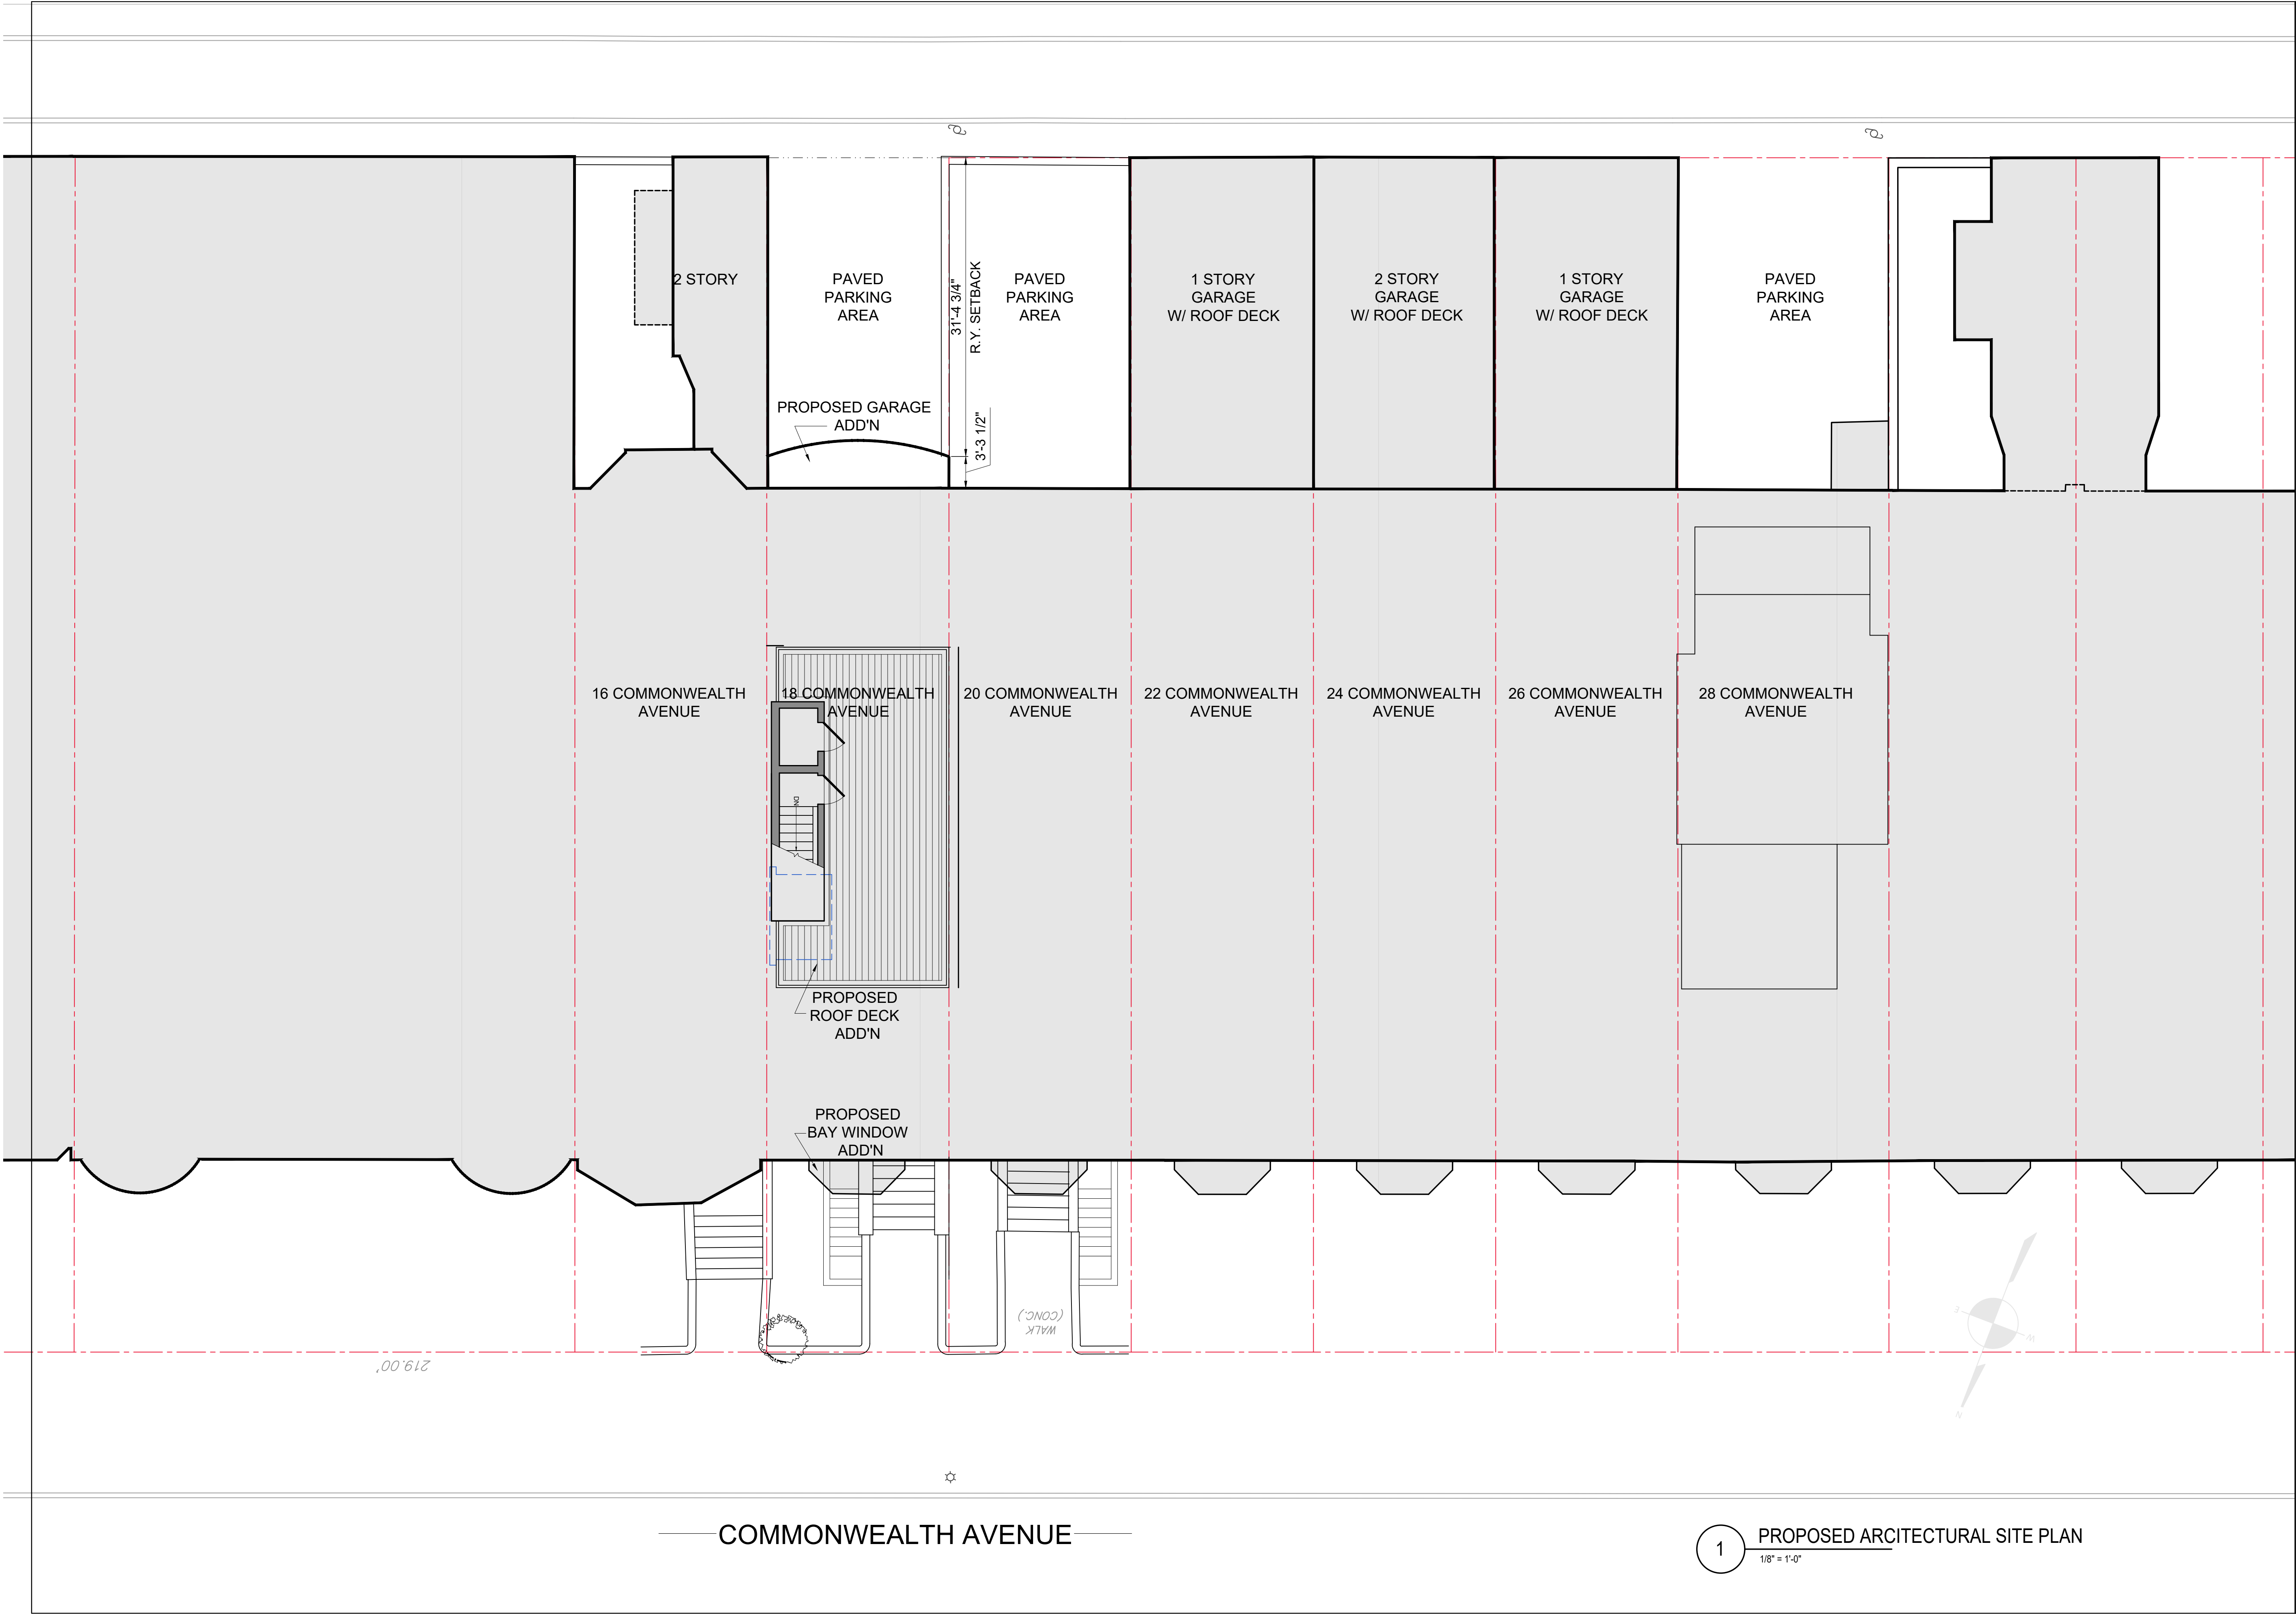 2 STORY
PAVED
PARKING
AREA
31'-4 3/4"
R.Y. SETBACK
PAVED
PARKING
AREA
1 STORY
GARAGE
W/ ROOF DECK
2 STORY
GARAGE
W/ ROOF DECK
1 STORY
GARAGE
W/ ROOF DECK
PAVED
PARKING
AREA
PROPOSED GARAGE
ADD'N
3'-3 1/2"
16 COMMONWEALTH
AVENUE
18 COMMONWEALTH
AVENUE
20 COMMONWEALTH
AVENUE
22 COMMONWEALTH
AVENUE
24 COMMONWEALTH
AVENUE
26 COMMONWEALTH
AVENUE
28 COMMONWEALTH
AVENUE
DN
PROPOSED
ROOF DECK
ADD'N
PROPOSED
BAY WINDOW
ADD'N
WALK
(CONC.)
219.00'
W
N
COMMONWEALTH AVENUE
1
PROPOSED ARCITECTURAL SITE PLAN
1/8" = 1'-0"